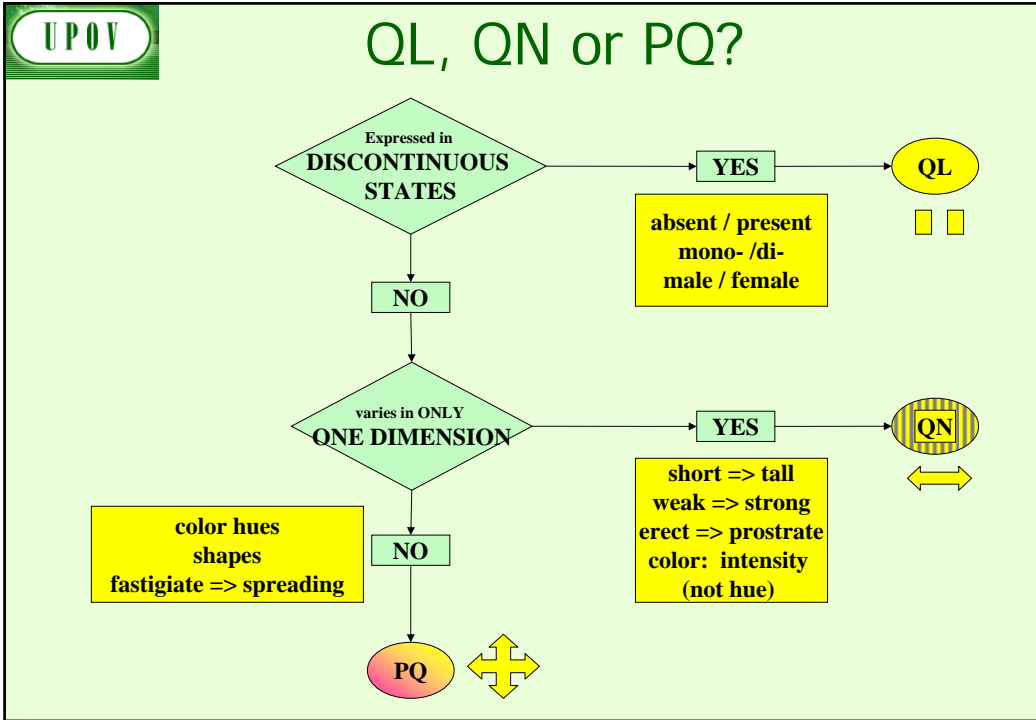 UPOV
QL, QN or PQ?
Expressed in
DISCONTINUOUS
STATES
YES
QL
absent / present
mono- /di-
male / female
NO
varies in ONLY
ONE DIMENSION
YES
QN
short => tall
weak => strong
erect => prostrate
color: intensity
(not hue)
color hues
shapes
fastigiate => spreading
NO
PQ